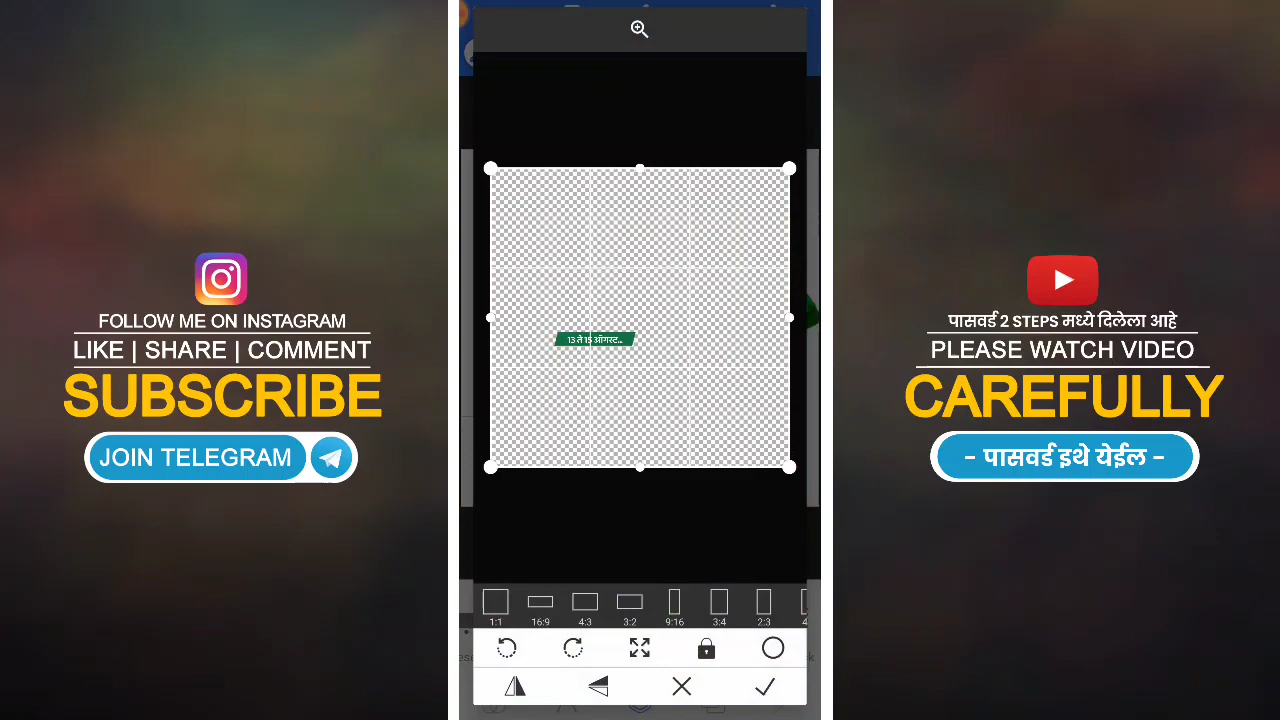 FOLLOW ME ON INSTAGRAM
LIKE | SHARE | COMMENT
SUBSCRIBE
JOIN TELEGRAM
13 ते 15 ऑगस्ट...
1:1
16:9
4:3
3:2
9:16
3:4
2:3
पासवर्ड 2 STEPS मध्ये दिलेला आहे
PLEASE WATCH VIDEO
CAREFULLY
- पासवर्ड इथे येईल -